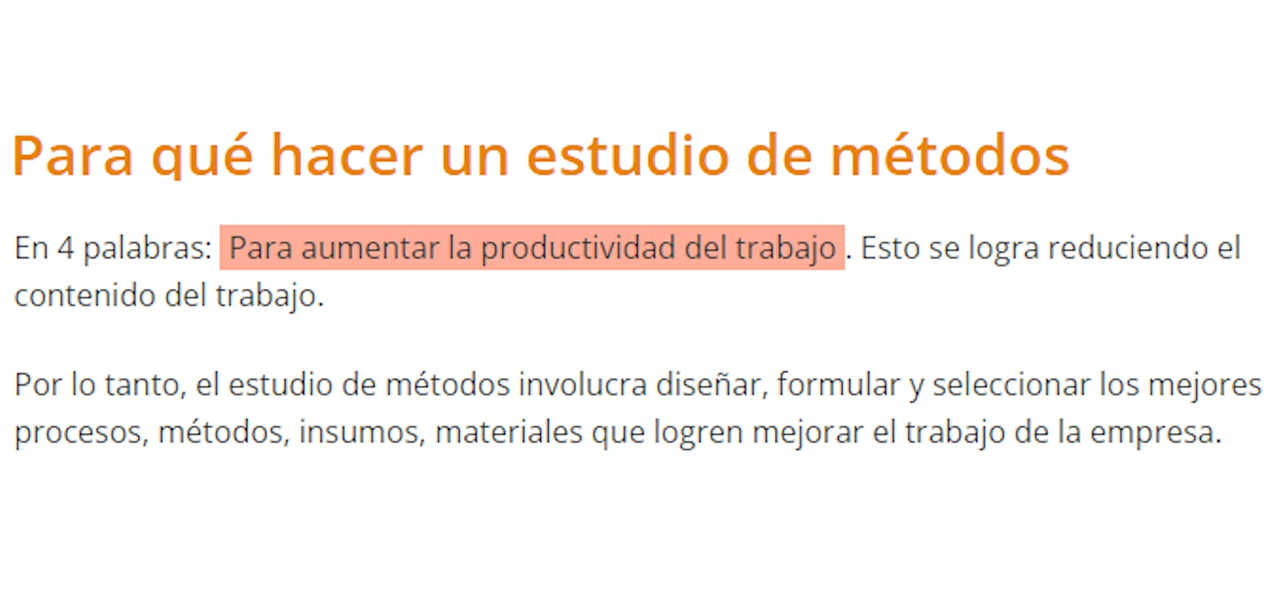 Para qué hacer un estudio de métodos
En 4 palabras: Para aumentar la productividad del trabajo. Esto se logra reduciendo el
contenido del trabajo.
Por lo tanto, el estudio de métodos involucra diseñar, formular y seleccionar los mejores
procesos, métodos, insumos, materiales que logren mejorar el trabajo de la empresa.